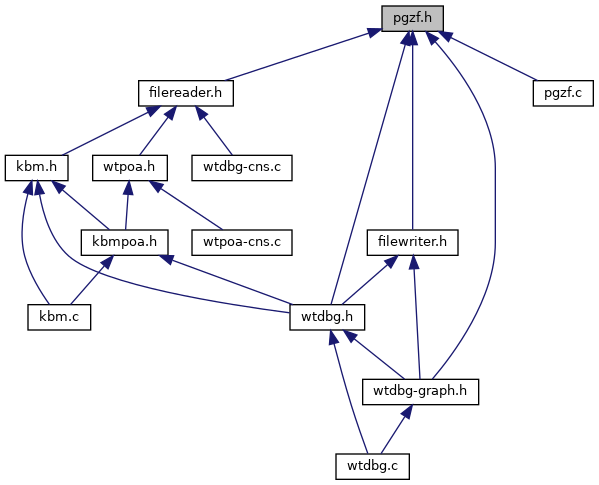 pgzf.h
filereader.h
pgzf.c
kbm.h
wtpoa.h
wtdbg-cns.c
kbmpoa.h
wtpoa-cns.c
filewriter.h
kbm.c
wtdbg.h
wtdbg-graph.h
wtdbg.c